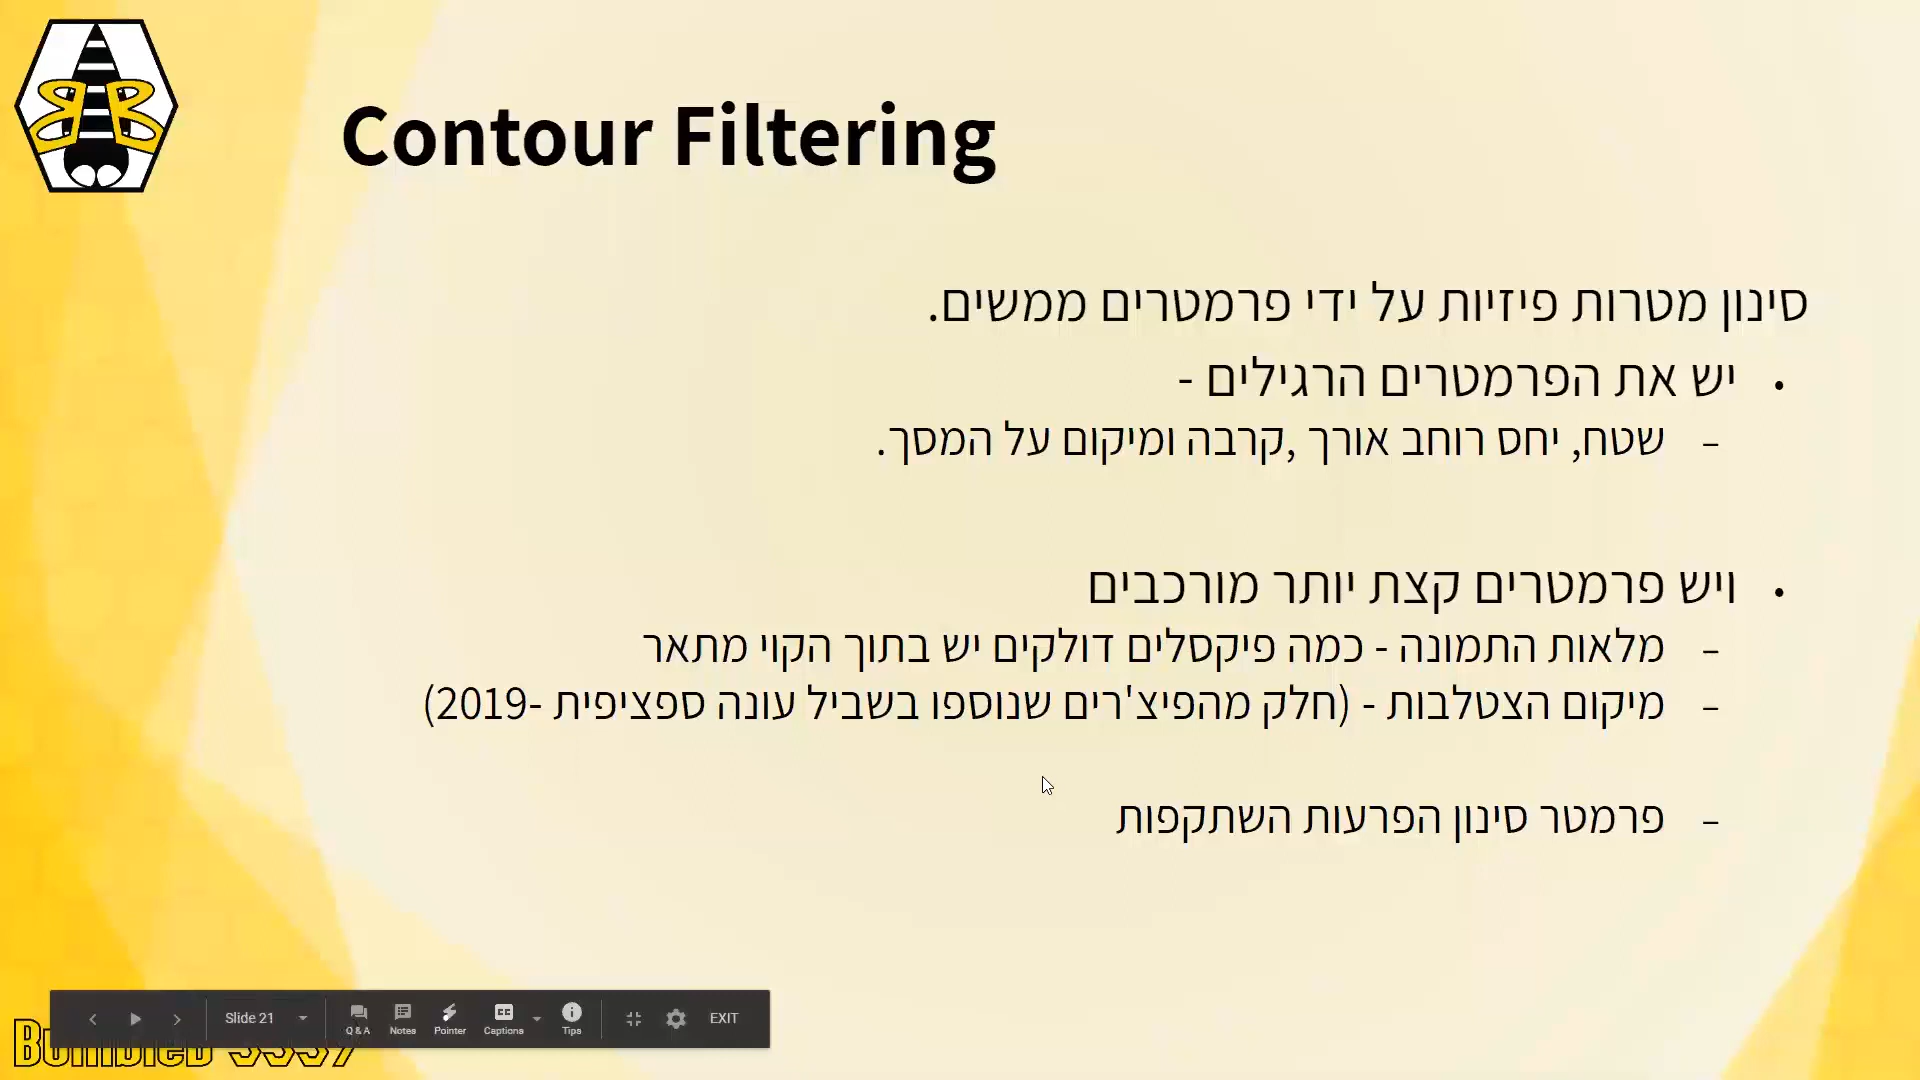 Contour Filtering
סינון מטרות פיזיות על ידי פרמטרים ממשים.
• יש את הפרמטרים הרגילים -
– שטח, יחס רוחב אורך ,קרבה ומיקום על המסך.
• ויש פרמטרים קצת יותר מורכבים
– מלאות התמונה - כמה פיקסלים דולקים יש בתוך הקוי מתאר
– מיקום הצטלבות - (חלק מהפיצ'רים שנוספו בשביל עונה ספציפית -2019)
– פרמטר סינון הפרעות השתקפות
Slide 21
Q & A
Notes
Pointer
Captions
Tips
EXIT